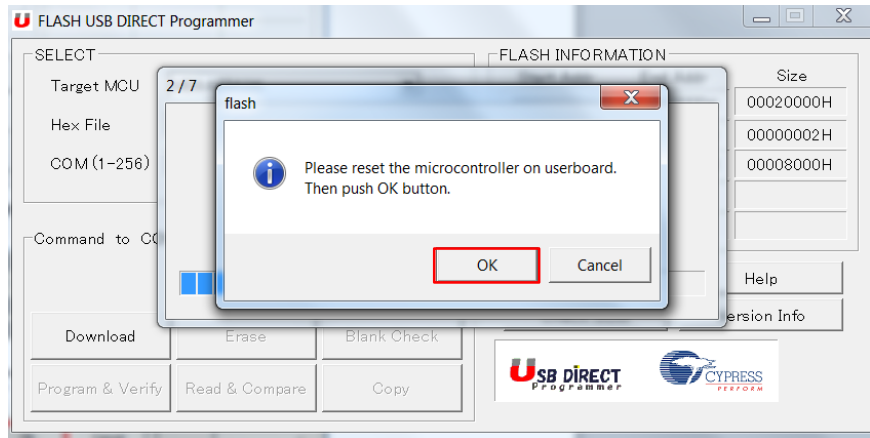 FLASH USB DIRECT Programmer
SELECT
FLASH INFORMATION
Target MCU
2 / 7
Size
flash
00020000H
Hex File
00000002H
COM (1-256)
00008000H
Please reset the microcontroller on userboard.
Then push OK button.
Command to
OK
Cancel
Help
Version Info
Download
Erase
Blank Check
USB DIRECT
Programmer
CYPRESS
PERFORM
Program & Verify
Read & Compare
Copy